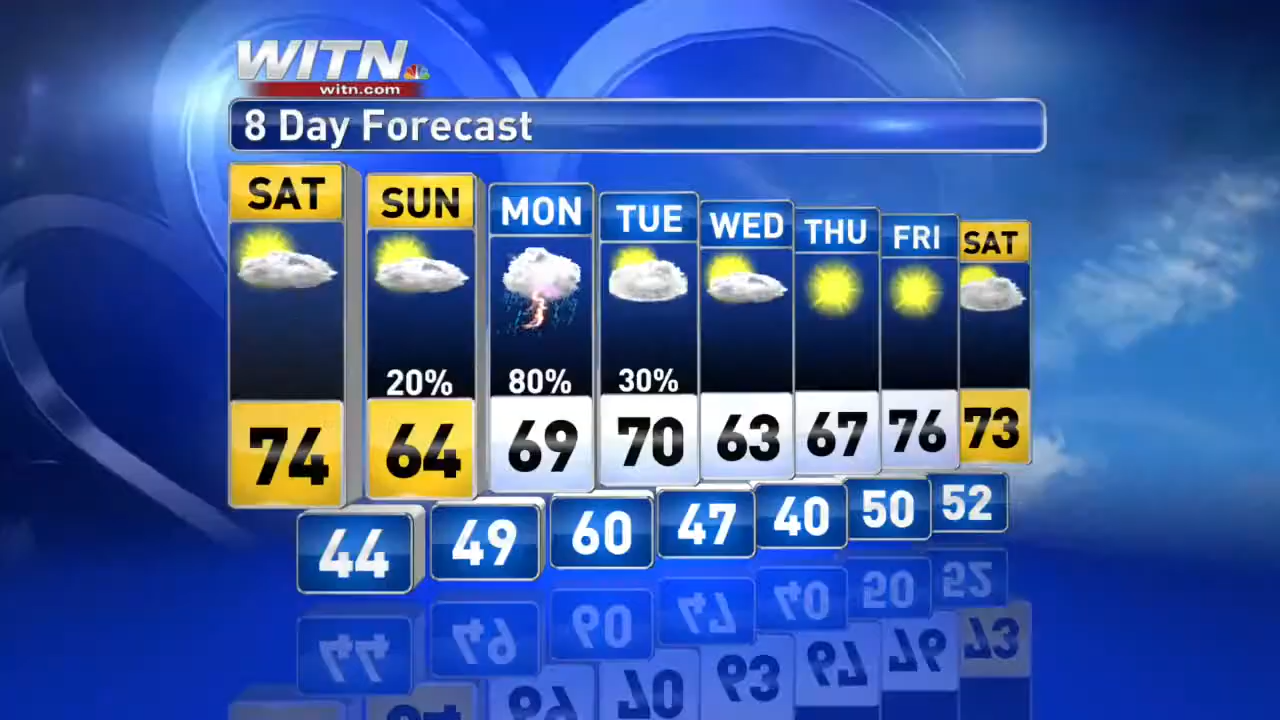 WITN
witn.com
8 Day Forecast
SAT SUN MON TUE WED THU FRI SAT
20% 80% 30%
74 64 69 70 63 67 76 73
44 49 60 47 40 50 52